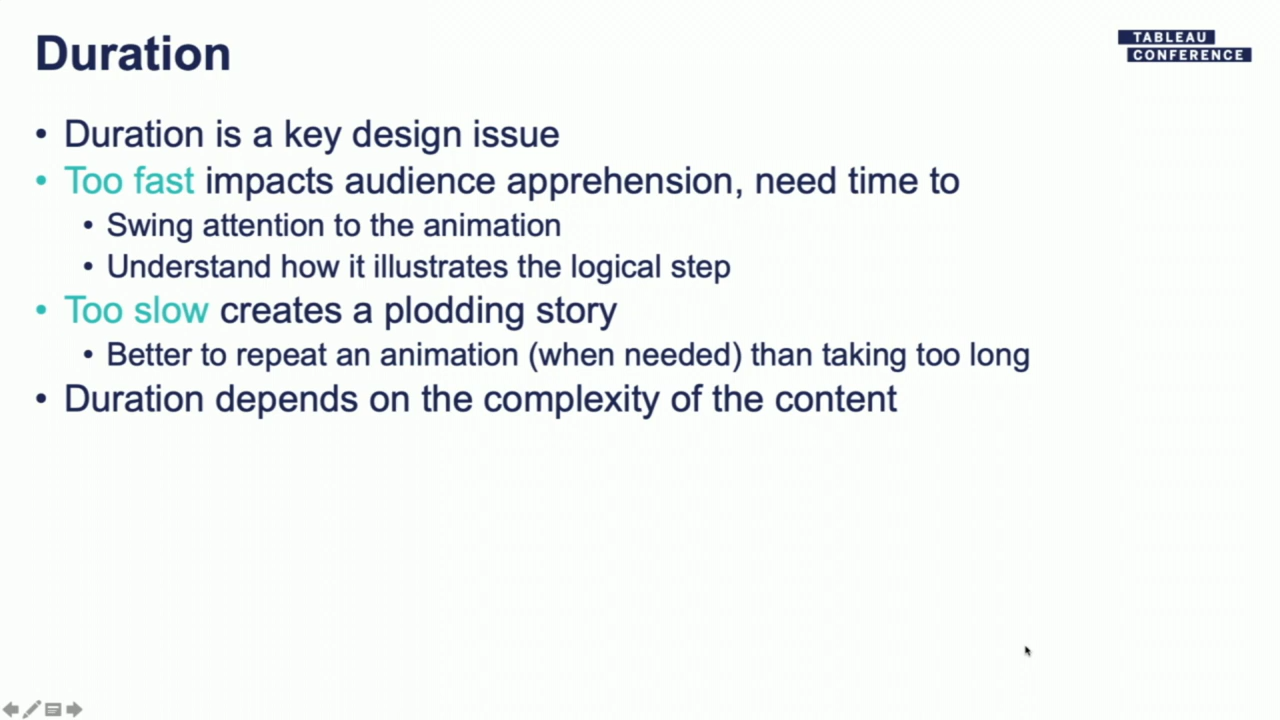 Duration
TABLEAU
CONFERENCE
• Duration is a key design issue
• Too fast impacts audience apprehension, need time to
• Swing attention to the animation
• Understand how it illustrates the logical step
• Too slow creates a plodding story
• Better to repeat an animation (when needed) than taking too long
• Duration depends on the complexity of the content